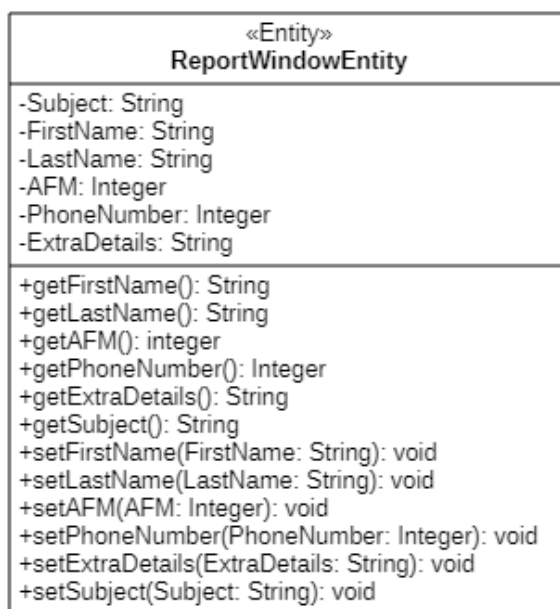 «Entity»
ReportWindowEntity
-Subject: String
-FirstName: String
-LastName: String
-AFM: Integer
-PhoneNumber: Integer
-ExtraDetails: String
+getFirstName(): String
+getLastName(): String
+getAFM(): integer
+getPhoneNumber(): Integer
+getExtraDetails(): String
+getSubject(): String
+setFirstName(FirstName: String): void
+setLastName(LastName: String): void
+setAFM(AFM: Integer): void
+setPhoneNumber(PhoneNumber: Integer): void
+setExtraDetails(ExtraDetails: String): void
+setSubject(Subject: String): void